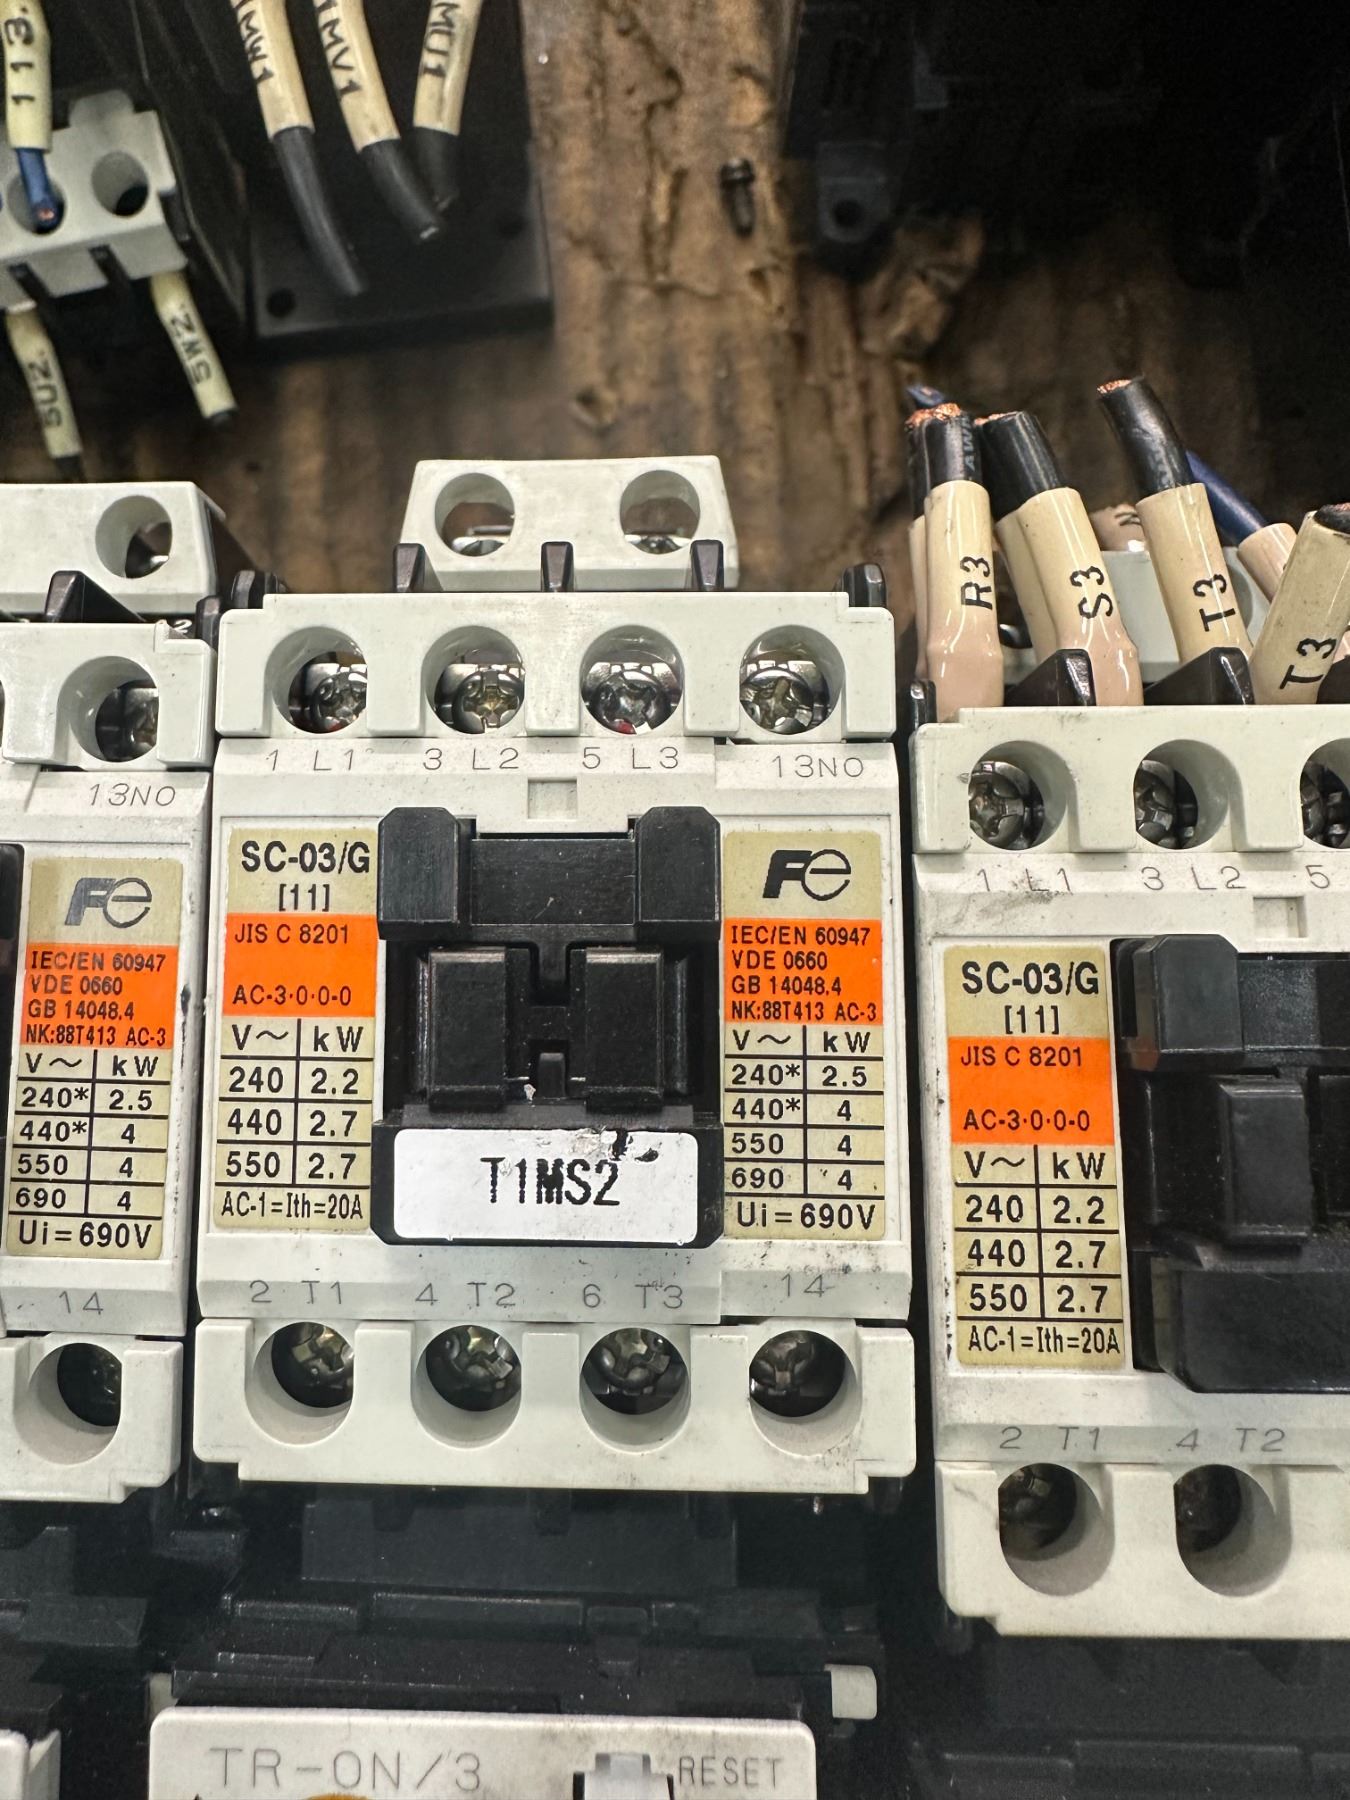 113.
1MW1
1MV1
MU1
5U2.
5W2.
R3
S3
T3
T3
1 L1 3 L2 5 L3 13NO
SC-03/G
[11]
JIS C 8201
AC-3·0·0-0
V~ kW
240 2.2
440 2.7
550 2.7
AC-1=Ith=20A
Fe
IEC/EN 60947
VDE 0660
GB 14048.4
NK:88T413 AC-3
V~ kW
240* 2.5
440* 4
550 4
690 4
Ui=690V
T1MS2
2 T1 4 T2 6 T3 14
TR-ON/3 RESET
2
13NO
Fe
IEC/EN 60947
VDE 0660
GB 14048.4
NK:88T413 AC-3
V~ kW
240* 2.5
440* 4
550 4
690 4
Ui=690V
14
1 L1 3 L2 5
SC-03/G
[11]
JIS C 8201
AC-3·0·0-0
V~ kW
240 2.2
440 2.7
550 2.7
AC-1=Ith=20A
2 T1 4 T2